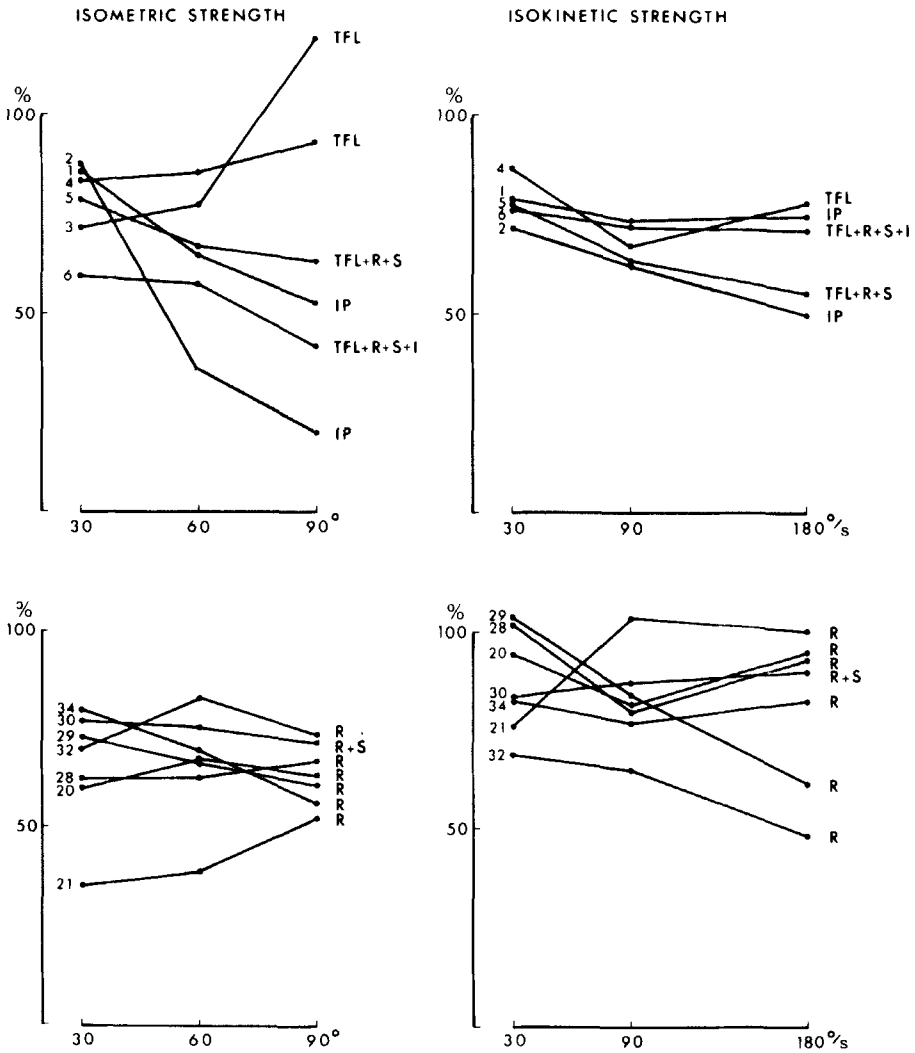 ISOMETRIC STRENGTH
ISOKINETIC STRENGTH
%
100
50
2
1
4
5
3
6
TFL
TFL
TFL+R+S
IP
TFL+R+S+I
IP
30 60 90°
%
100
50
4
1
5
6
2
TFL
IP
TFL+R+S+I
TFL+R+S
IP
30 90 180°/s
%
100
50
34
30
29
32
28
20
21
R
R+S
R
R
R
R
R
30 60 90°
%
100
50
29
28
20
30
34
21
32
R
R
R
R+S
R
R
R
30 90 180°/s